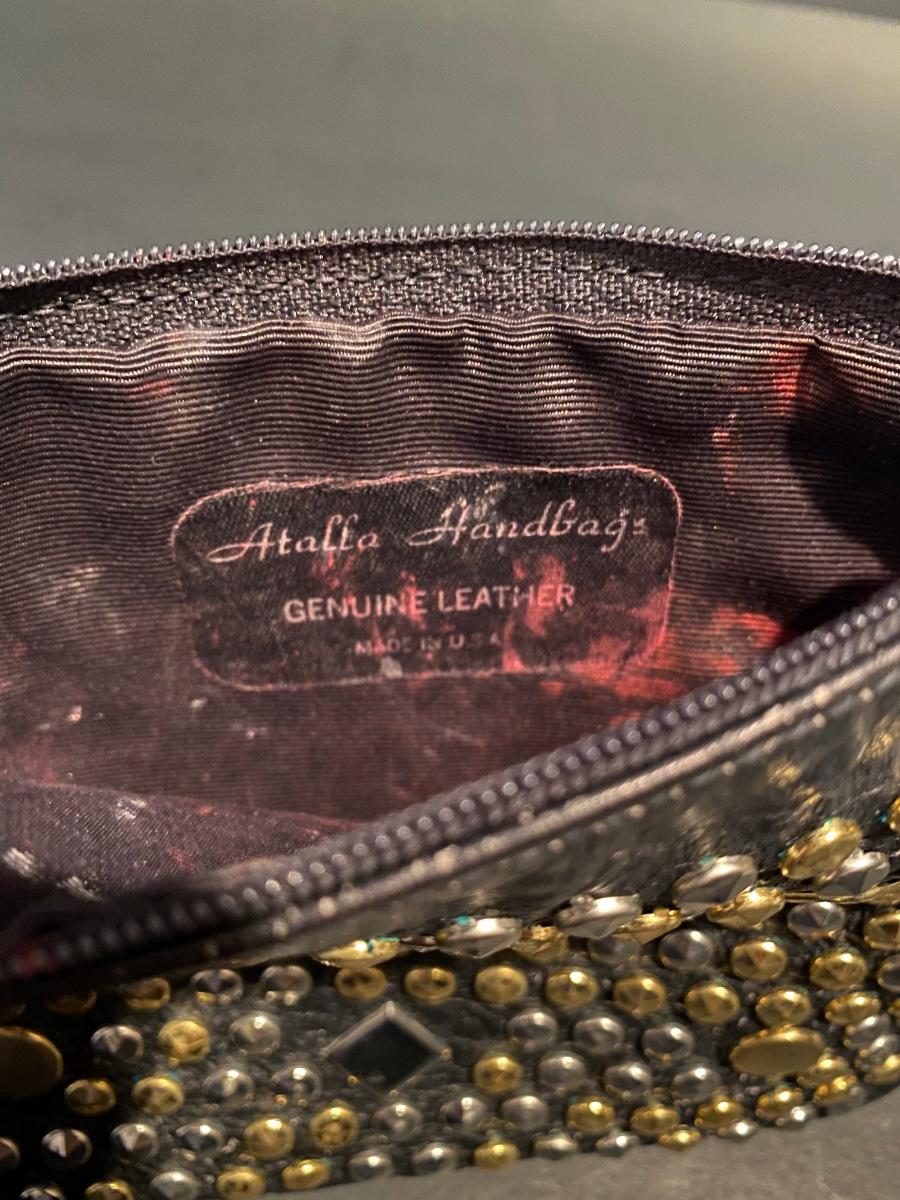 Atalla Handbags
GENUINE LEATHER
MADE IN U.S.A.